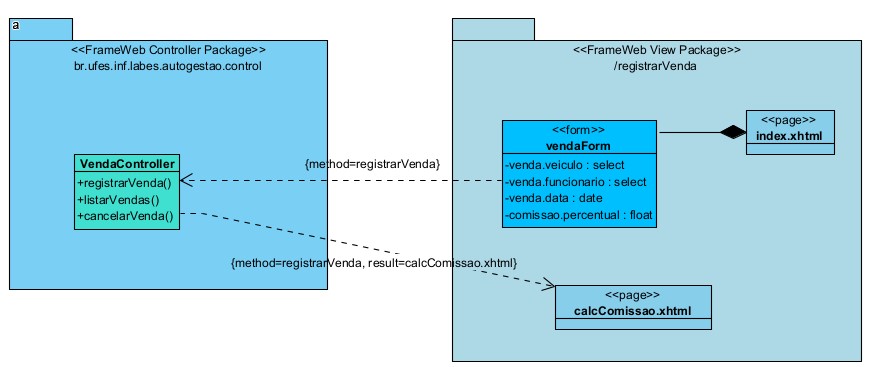 a
<<FrameWeb Controller Package>>
br.ufes.inf.labes.autogestao.control
VendaController
+registrarVenda()
+listarVendas()
+cancelarVenda()
{method=registrarVenda}
{method=registrarVenda, result=calcComissao.xhtml}
<<FrameWeb View Package>>
/registrarVenda
<<form>>
vendaForm
-venda.veiculo : select
-venda.funcionario : select
-venda.data : date
-comissao.percentual : float
<<page>>
index.xhtml
<<page>>
calcComissao.xhtml